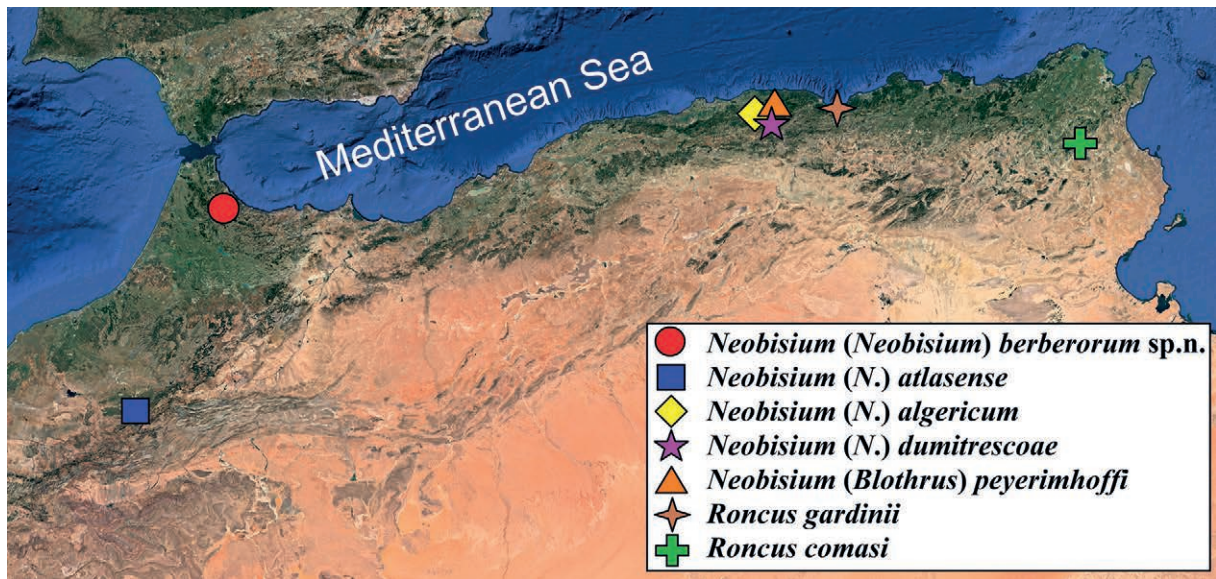 Mediterranean Sea
Neobisium (Neobisium) berberorum sp.n.
Neobisium (N.) atlasense
Neobisium (N.) algericum
Neobisium (N.) dumitrescoae
Neobisium (Blothrus) peyerimhoffi
Roncus gardinii
Roncus comasi